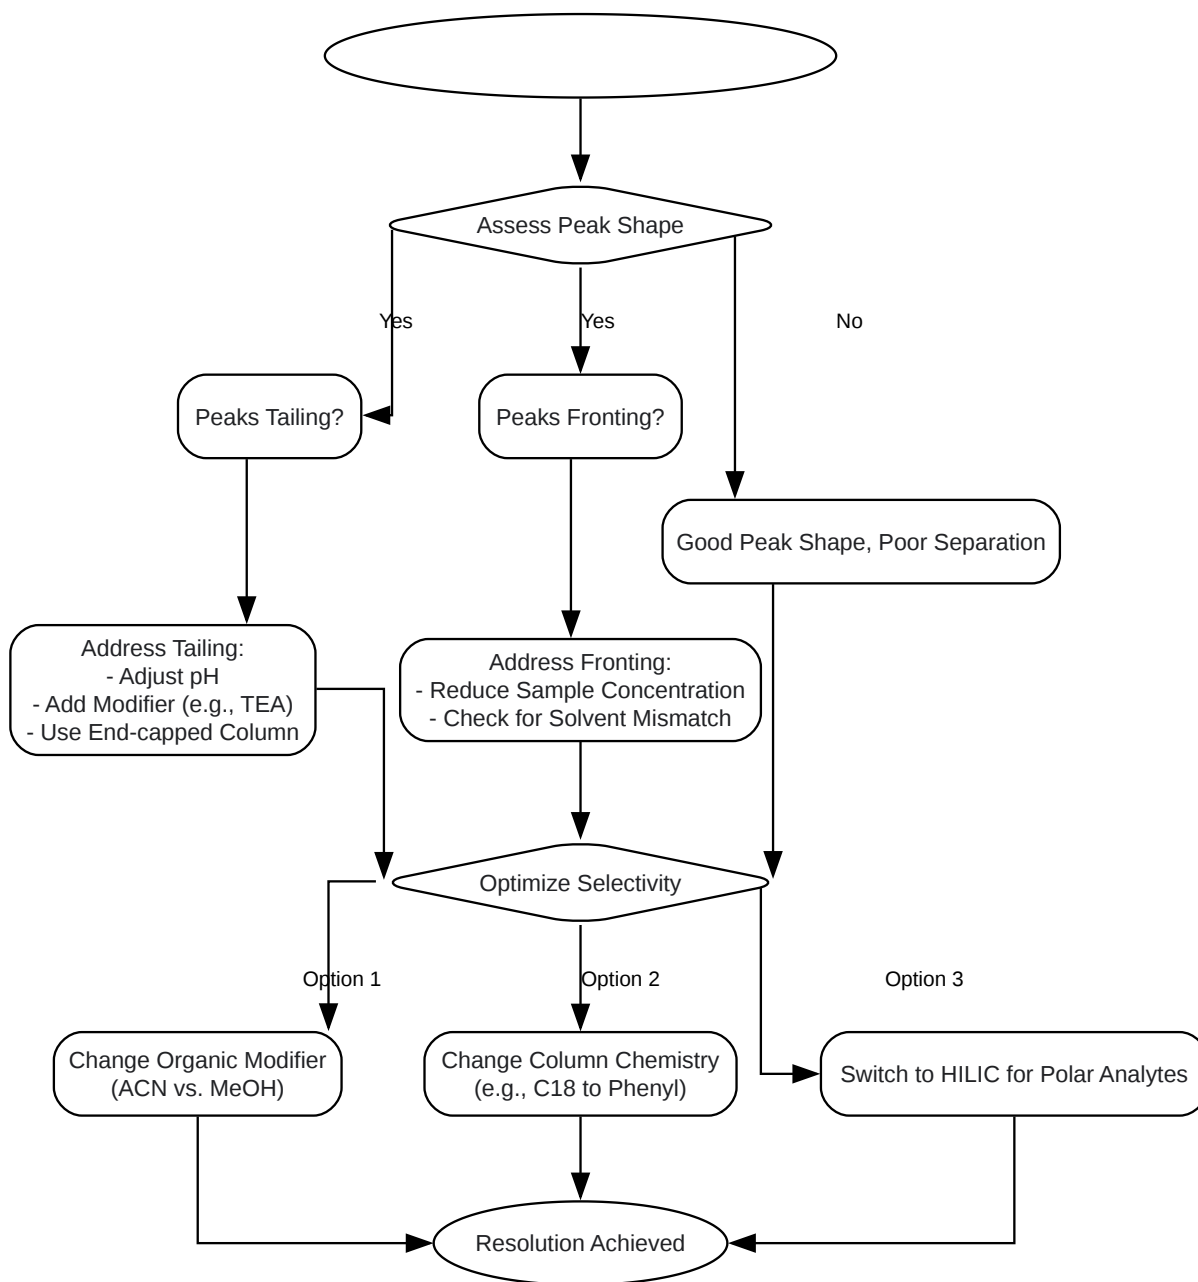 Assess Peak Shape
Yes
Yes
No
Peaks Tailing?
Peaks Fronting?
Good Peak Shape, Poor Separation
Address Tailing:
- Adjust pH
- Add Modifier (e.g., TEA)
- Use End-capped Column
Address Fronting:
- Reduce Sample Concentration
- Check for Solvent Mismatch
Optimize Selectivity
Option 1
Option 2
Option 3
Change Organic Modifier
(ACN vs. MeOH)
Change Column Chemistry
(e.g., C18 to Phenyl)
Switch to HILIC for Polar Analytes
Resolution Achieved